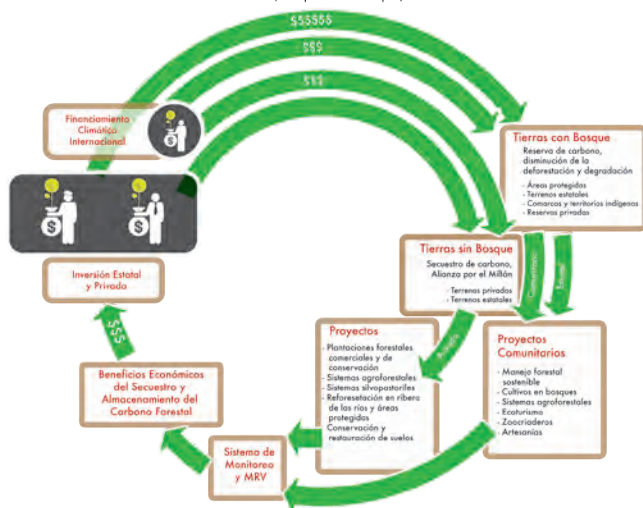 $$$$$
$$$
$$$
Financiamiento
Climático
Internacional
$
$
Inversión Estatal
y Privada
$$$
Beneficios Económicos
del Secuestro y
Almacenamiento del
Carbono Forestal
Sistema de
Monitoreo
y MRV
Tierras con Bosque
Reserva de carbono,
disminución de la
deforestación y degradación
- Áreas protegidas
- Terrenos estatales
- Comarcas y territorios indígenas
- Reservas privadas
Tierras sin Bosque
Secuestro de carbono,
Alianza por el Millón
- Terrenos privados
- Terrenos estatales
Comunitario
Estatal
Proyectos
- Plantaciones forestales
comerciales y de
conservación
- Sistemas agroforestales
- Sistemas silvopastoriles
- Reforestación en ribera
de los ríos y áreas
protegidas
Conservación y
restauración de suelos
Proyectos
Comunitarios
- Manejo forestal
sostenible
- Cultivos en bosques
- Sistemas agroforestales
- Ecoturismo
- Zoocriaderos
- Artesanías